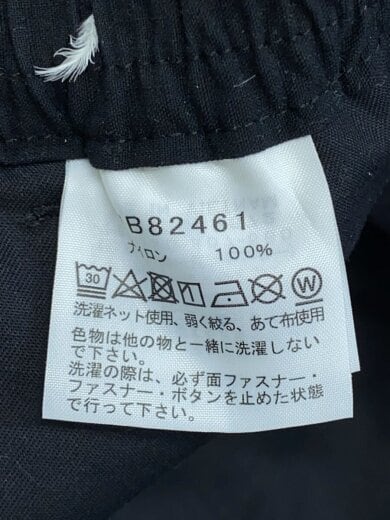 B82461
ナイロン 100%
30 W
洗濯ネット使用、弱く絞る、あて布使用
色物は他の物と一緒に洗濯しない
で下さい。
洗濯の際は、必ず面ファスナー・
ファスナー・ボタンを止めた状態
で行って下さい。